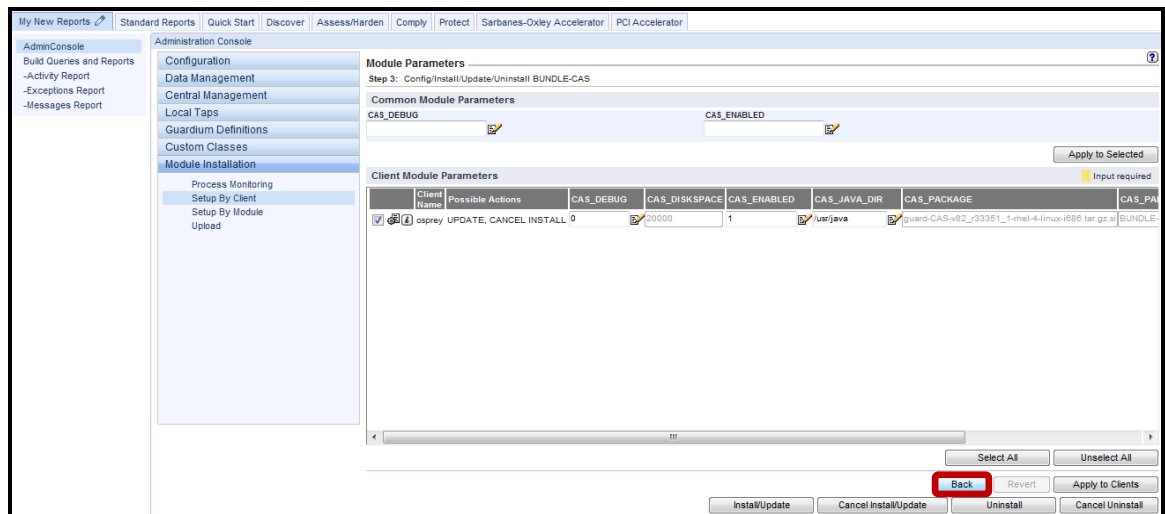 My New Reports Standard Reports Quick Start Discover Assess/Harden Comply Protect Sarbanes-Oxley Accelerator PCI Accelerator
AdminConsole
Build Queries and Reports
-Activity Report
-Exceptions Report
-Messages Report
Administration Console
Configuration
Data Management
Central Management
Local Taps
Guardium Definitions
Custom Classes
Module Installation
Process Monitoring
Setup By Client
Setup By Module
Upload
Module Parameters ?
Step 3: Config/Install/Update/Uninstall BUNDLE-CAS
Common Module Parameters
CAS_DEBUG CAS_ENABLED
Apply to Selected
Client Module Parameters Input required
Client Name Possible Actions CAS_DEBUG CAS_DISKSPACE CAS_ENABLED CAS_JAVA_DIR CAS_PACKAGE CAS_PA
i osprey UPDATE, CANCEL INSTALL 0 20000 1 /usr/java guard-CAS-v82_r33351_1-rhel-4-linux-i686.tar.gz.si BUNDLE-
Select All Unselect All
Back Revert Apply to Clients
Install/Update Cancel Install/Update Uninstall Cancel Uninstall